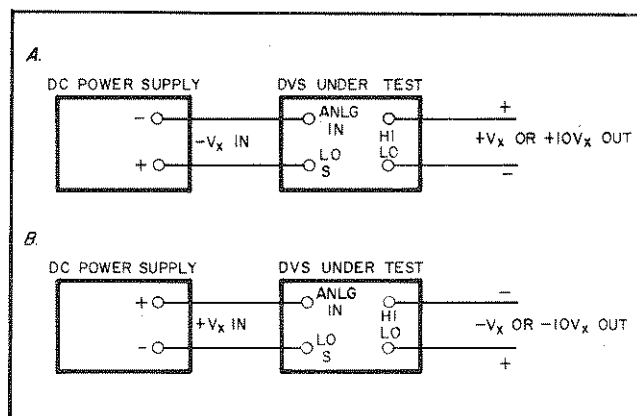 A.
DC POWER SUPPLY
DVS UNDER TEST
−
ANLG
IN
HI
+
−Vx IN
+Vx OR +10Vx OUT
+
LO
S
LO
−
B.
DC POWER SUPPLY
DVS UNDER TEST
+
ANLG
IN
HI
−
+Vx IN
−Vx OR −10Vx OUT
−
LO
S
LO
+